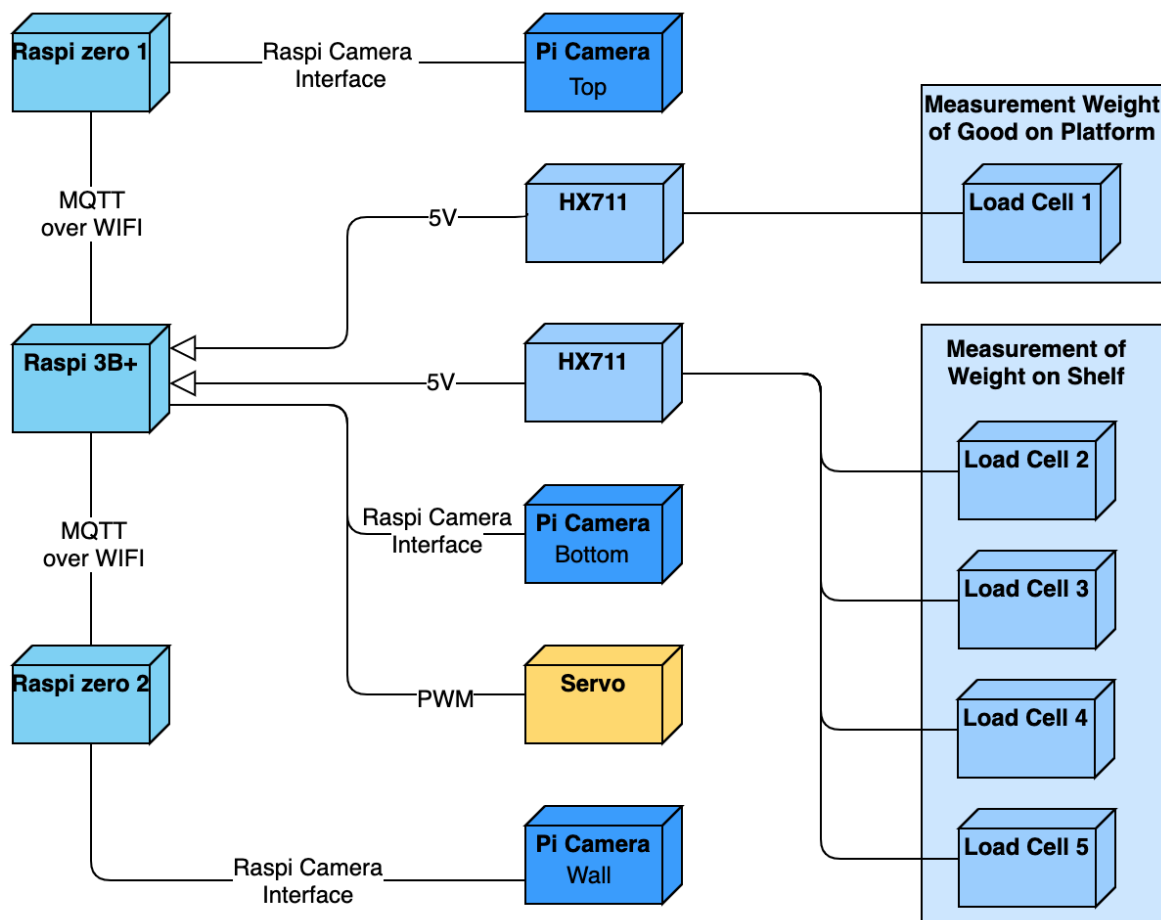 Raspi zero 1
Raspi Camera
Interface
Pi Camera
Top
Measurement Weight
of Good on Platform
MQTT
over WIFI
5V
HX711
Load Cell 1
Raspi 3B+
5V
HX711
Measurement of
Weight on Shelf
Load Cell 2
MQTT
over WIFI
Raspi Camera
Interface
Pi Camera
Bottom
Load Cell 3
Raspi zero 2
PWM
Servo
Load Cell 4
Raspi Camera
Interface
Pi Camera
Wall
Load Cell 5